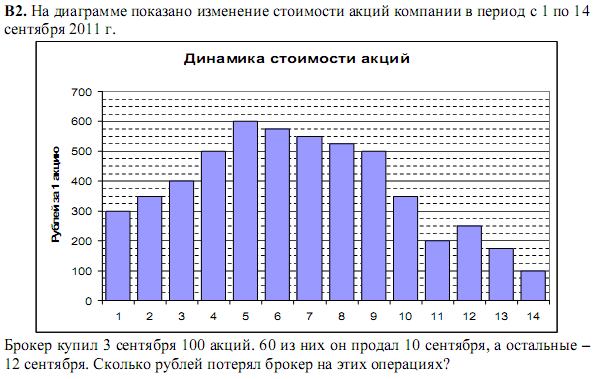 В2. На диаграмме показано изменение стоимости акций компании в период с 1 по 14
сентября 2011 г.
Динамика стоимости акций
Рублей за 1 акцию
700
600
500
400
300
200
100
0
1 2 3 4 5 6 7 8 9 10 11 12 13 14
Брокер купил 3 сентября 100 акций. 60 из них он продал 10 сентября, а остальные –
12 сентября. Сколько рублей потерял брокер на этих операциях?